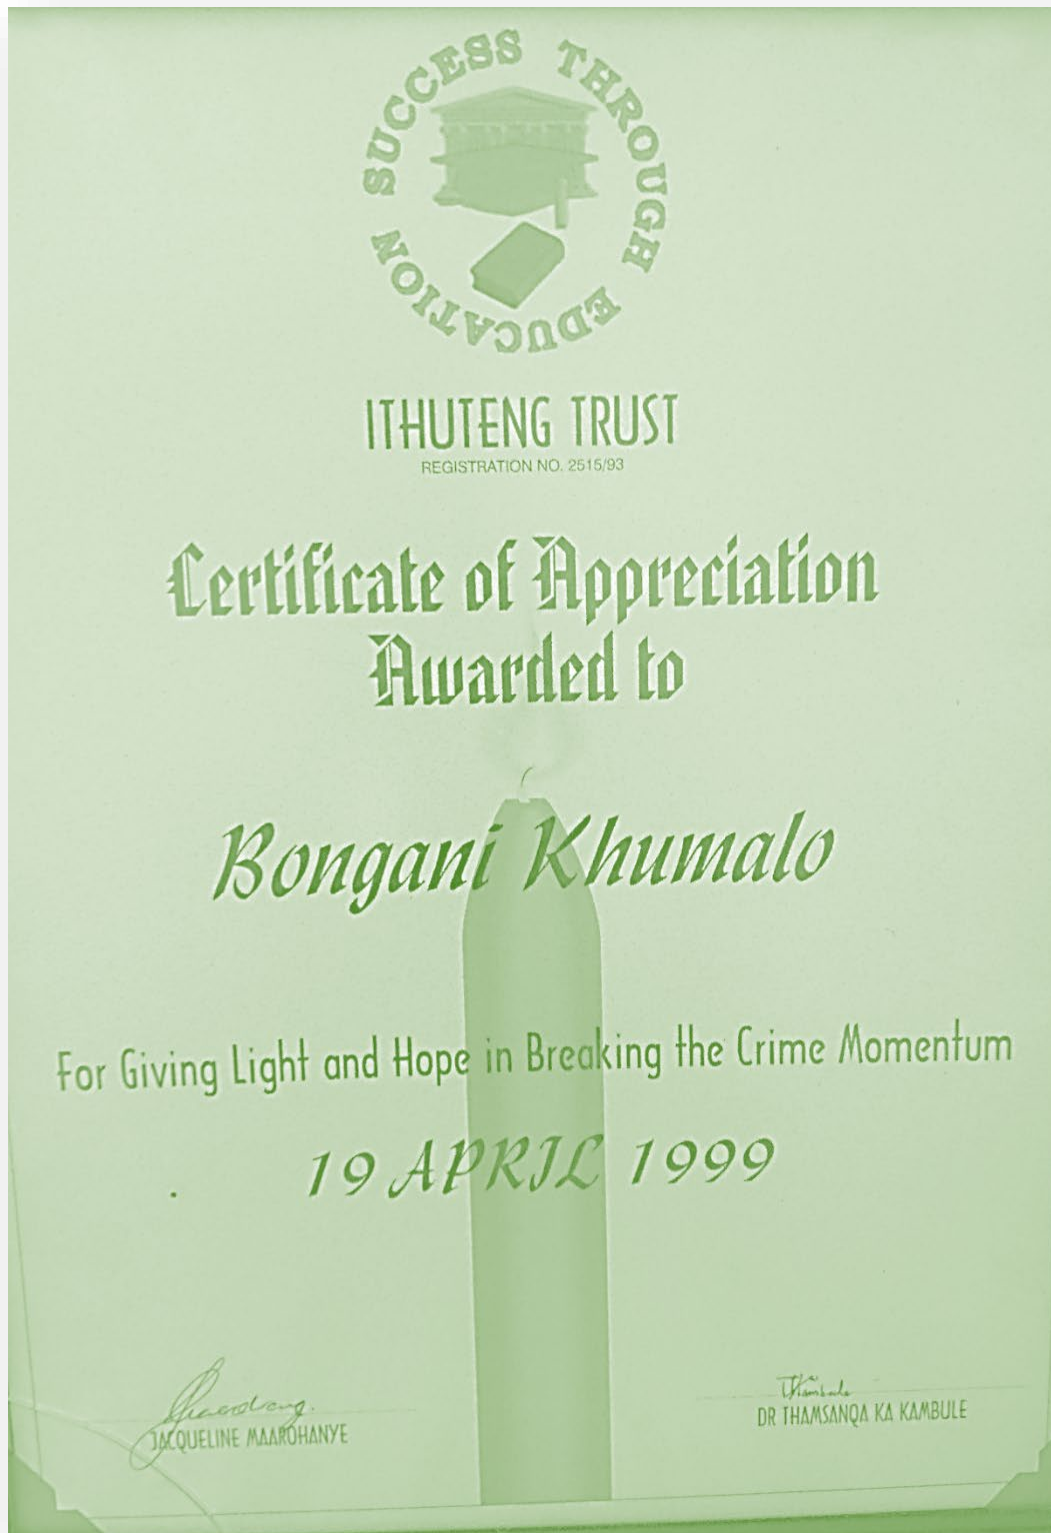 SUCCESS THROUGH EDUCATION
ITHUTENG TRUST
REGISTRATION NO. 2515/93
Certificate of Appreciation
Awarded to
Bongani Khumalo
For Giving Light and Hope in Breaking the Crime Momentum
19 APRIL 1999
JACQUELINE MAAROHANYE
DR THAMSANQA KA KAMBULE